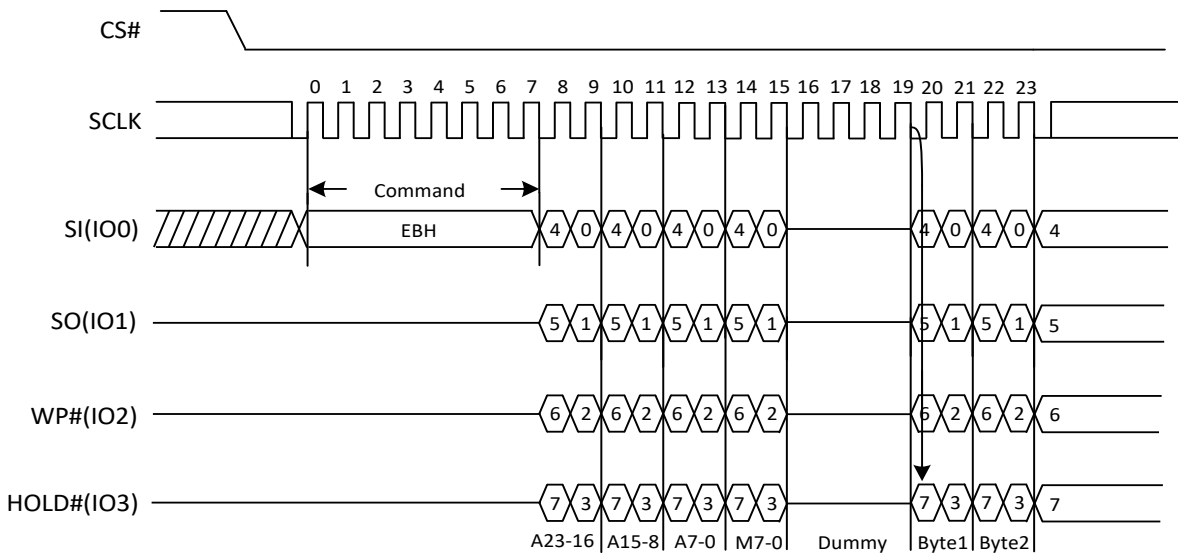 CS#
0 1 2 3 4 5 6 7 8 9 10 11 12 13 14 15 16 17 18 19 20 21 22 23
SCLK
Command
SI(IO0) EBH 4 0 4 0 4 0 4 0 4 0 4 0 4
SO(IO1) 5 1 5 1 5 1 5 1 5 1 5 1 5
WP#(IO2) 6 2 6 2 6 2 6 2 6 2 6 2 6
HOLD#(IO3) 7 3 7 3 7 3 7 3 7 3 7 3 7
A23-16 A15-8 A7-0 M7-0 Dummy Byte1 Byte2